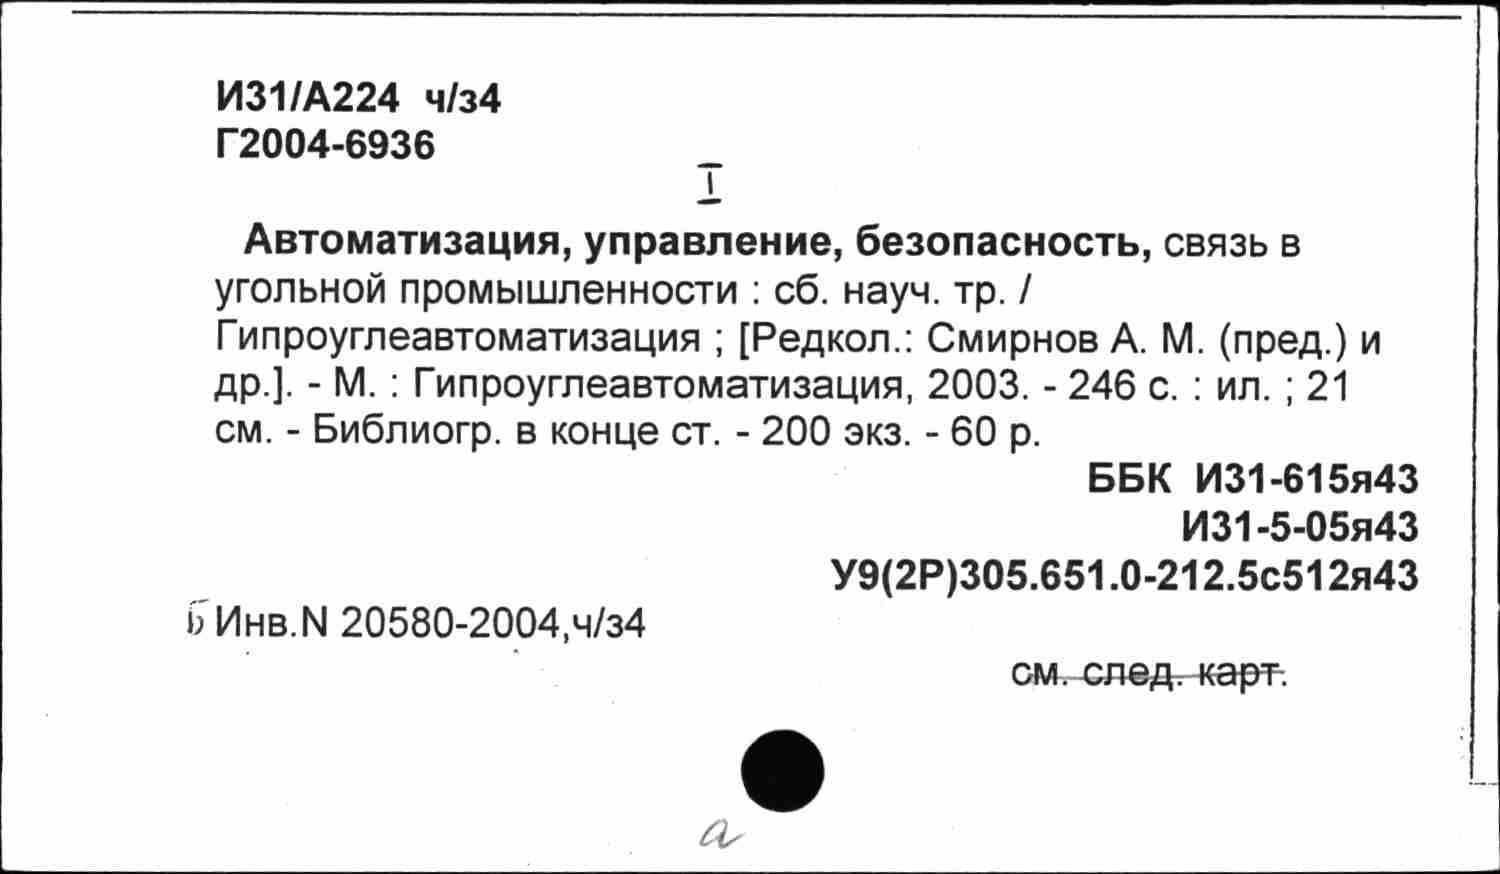 И31/А224 ч/з4
Г2004-6936
I
Автоматизация, управление, безопасность, связь в
угольной промышленности : сб. науч. тр. /
Гипроуглеавтоматизация ; [Редкол.: Смирнов А. М. (пред.) и
др.]. - М. : Гипроуглеавтоматизация, 2003. - 246 с. : ил. ; 21
см. - Библиогр. в конце ст. - 200 экз. - 60 р.
ББК И31-615я43
И31-5-05я43
У9(2Р)305.651.0-212.5с512я43
Б Инв.N 20580-2004,ч/з4
см. след. карт.
а